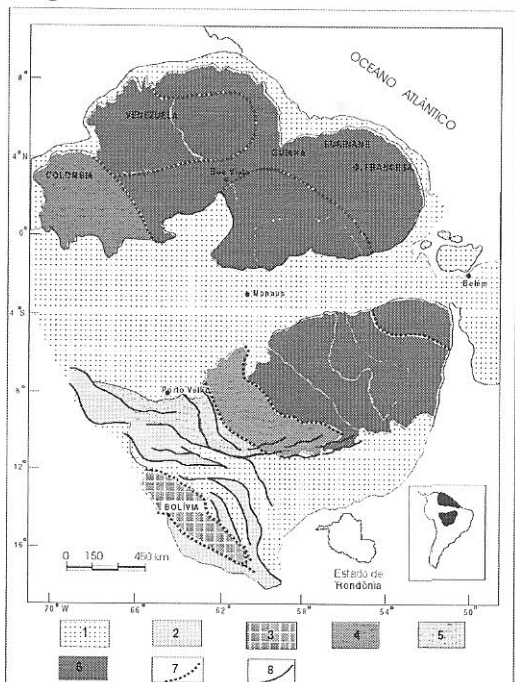 OCEANO ATLÂNTICO
8°
VENEZUELA
4°N
GUIANA
SURINAME
G. FRANCESA
COLOMBIA
Boa Vista
0°
Belém
Manaus
4°S
8°
Porto Velho
12°
BOLÍVIA
0 150 450 km
16°
Estado de
Rondônia
70° W 66° 62° 58° 54° 50°
1 2 3 4 5
6 7 8